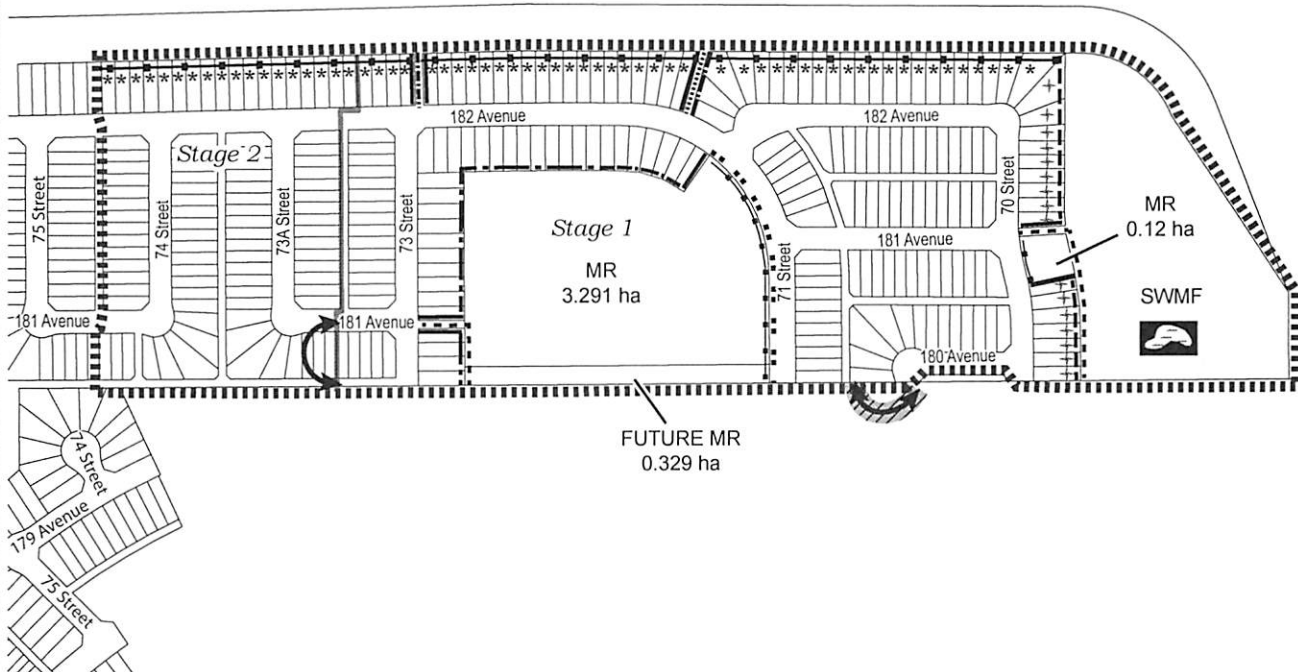 182 Avenue
182 Avenue
Stage 2
75 Street
74 Street
73A Street
73 Street
Stage 1
MR
3.291 ha
71 Street
70 Street
181 Avenue
MR
0.12 ha
SWMF
181 Avenue
181 Avenue
180 Avenue
FUTURE MR
0.329 ha
74 Street
179 Avenue
75 Street